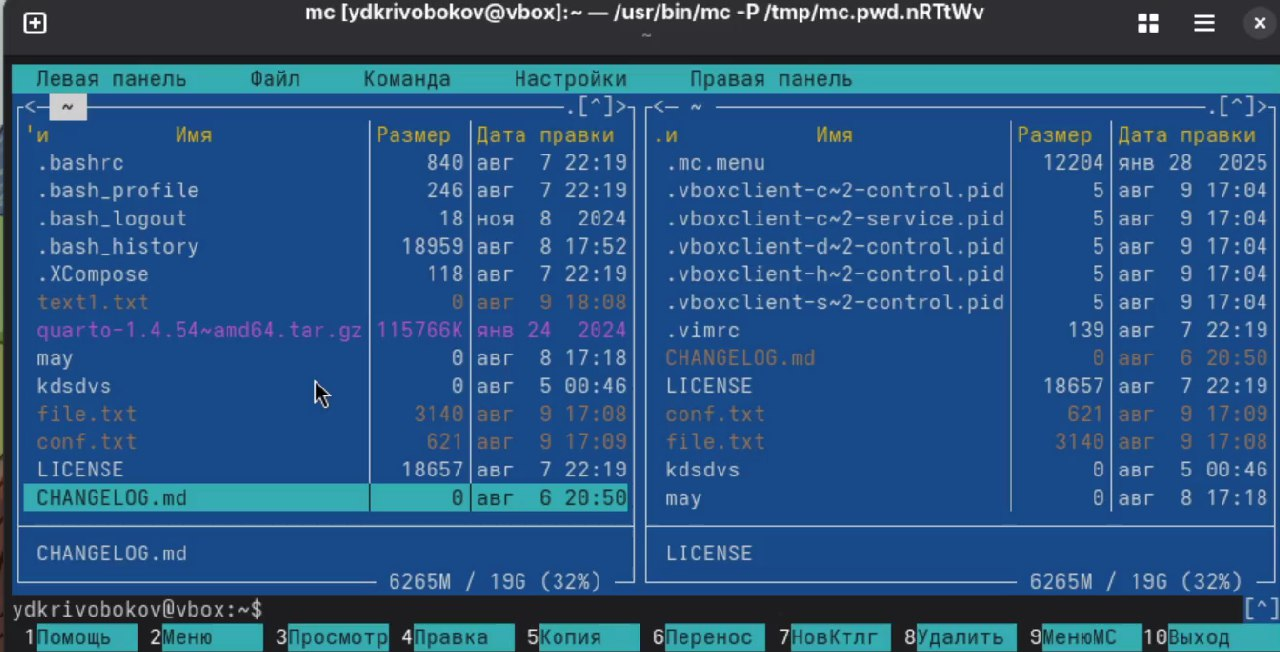 mc [ydkrivobokov@vbox]:~ — /usr/bin/mc -P /tmp/mc.pwd.nRTtWv
~
Левая панель Файл Команда Настройки Правая панель
<— ~ .[^]> <— ~ .[^]>
'и Имя Размер Дата правки .и Имя Размер Дата правки
.bashrc 840 авг 7 22:19 .mc.menu 12204 янв 28 2025
.bash_profile 246 авг 7 22:19 .vboxclient-c~2-control.pid 5 авг 9 17:04
.bash_logout 18 ноя 8 2024 .vboxclient-c~2-service.pid 5 авг 9 17:04
.bash_history 18959 авг 8 17:52 .vboxclient-d~2-control.pid 5 авг 9 17:04
.XCompose 118 авг 7 22:19 .vboxclient-h~2-control.pid 5 авг 9 17:04
text1.txt 0 авг 9 18:08 .vboxclient-s~2-control.pid 5 авг 9 17:04
quarto-1.4.54~amd64.tar.gz 115766K янв 24 2024 .vimrc 139 авг 7 22:19
may 0 авг 8 17:18 CHANGELOG.md 0 авг 6 20:50
kdsdvs 0 авг 5 00:46 LICENSE 18657 авг 7 22:19
file.txt 3140 авг 9 17:08 conf.txt 621 авг 9 17:09
conf.txt 621 авг 9 17:09 file.txt 3140 авг 9 17:08
LICENSE 18657 авг 7 22:19 kdsdvs 0 авг 5 00:46
CHANGELOG.md 0 авг 6 20:50 may 0 авг 8 17:18
CHANGELOG.md LICENSE
6265M / 19G (32%) 6265M / 19G (32%)
ydkrivobokov@vbox:~$ [^]
1Помощь 2Меню 3Просмотр 4Правка 5Копия 6Перенос 7НовКтлг 8Удалить 9МенюMC 10Выход